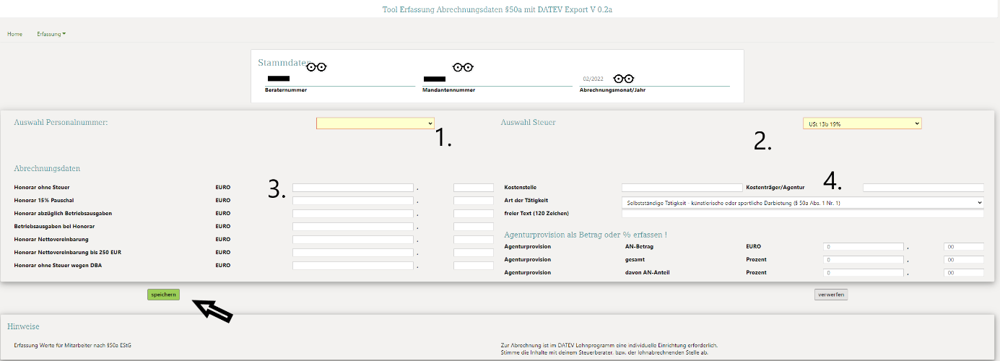 Tool Erfassung Abrechnungsdaten §50a mit DATEV Export V 0.2a
Home Erfassung
Stammdaten
02/2022
Beraternummer Mandantennummer Abrechnungsmonat/Jahr
Auswahl Personalnummer: Auswahl Steuer USt 13b 19%
1. 2.
Abrechnungsdaten
3. 4.
Honorar ohne Steuer EURO , Kostenstelle Kostenträger/Agentur
Honorar 15% Pauschal EURO , Art der Tätigkeit Selbstständige Tätigkeit - künstlerische oder sportliche Darbietung (§ 50a Abs. 1 Nr. 1)
Honorar abzüglich Betriebsausgaben EURO , freier Text (120 Zeichen)
Betriebsausgaben bei Honorar EURO ,
Agenturprovision als Betrag oder % erfassen !
Honorar Nettovereinbarung EURO , Agenturprovision AN-Betrag EURO 0 , 00
Honorar Nettovereinbarung bis 250 EUR EURO , Agenturprovision gesamt Prozent 0 , 00
Honorar ohne Steuer wegen DBA EURO , Agenturprovision davon AN-Anteil Prozent 0 , 00
speichern verwerfen
Hinweise
Erfassung Werte für Mitarbeiter nach §50a EStG
Zur Abrechnung ist im DATEV Lohnprogramm eine individuelle Einrichtung erforderlich.
Stimme die Inhalte mit deinem Steuerberater, bzw. der lohnabrechnenden Stelle ab.